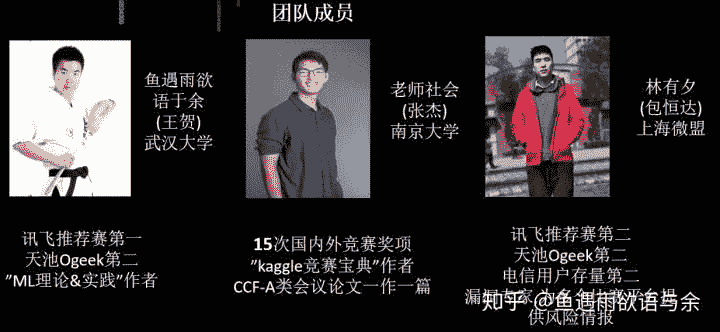 团队成员
鱼遇雨欲
语于余
(王贺)
武汉大学
老师社会
(张杰)
南京大学
林有夕
(包恒达)
上海微盟
讯飞推荐赛第一
天池Ogeek第二
”ML理论&实践”作者
15次国内外竞赛奖项
”kaggle竞赛宝典”作者
CCF-A类会议论文一作一篇
讯飞推荐赛第二
天池Ogeek第二
电信用户存量第二
漏洞专家
供风险情报
知乎 @鱼遇雨欲语与余